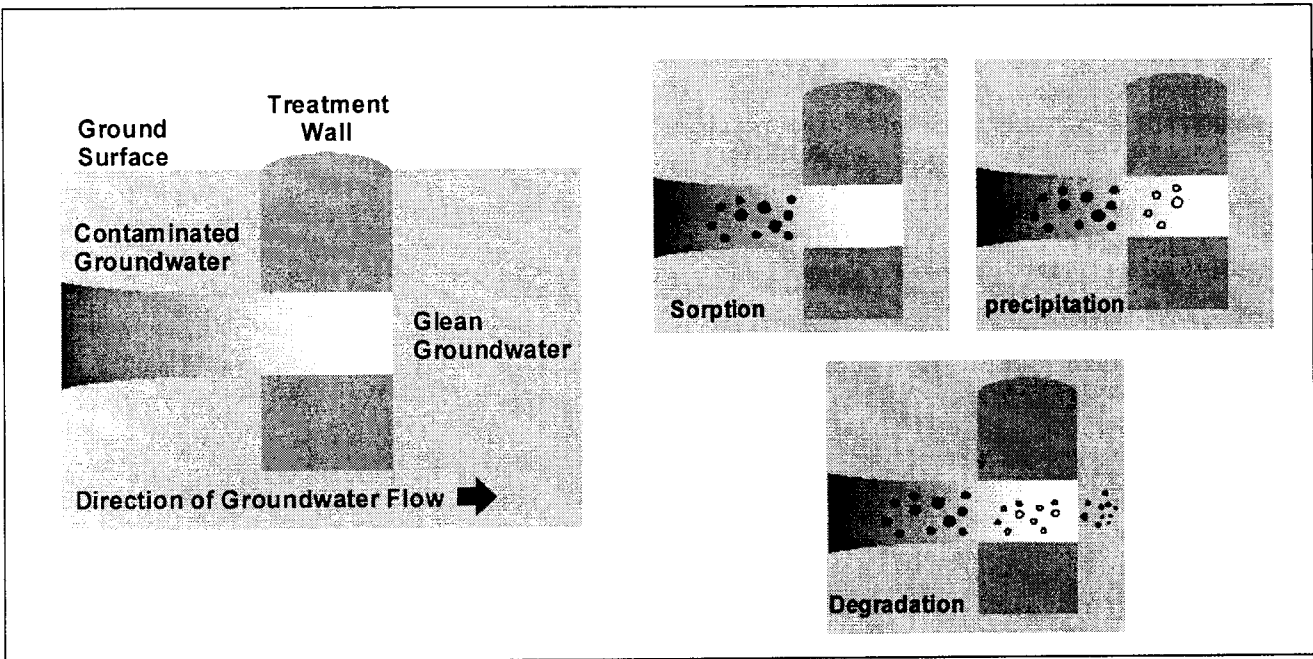 Treatment
Wall
Ground
Surface
Contaminated
Groundwater
Glean
Groundwater
Direction of Groundwater Flow
Sorption
precipitation
Degradation